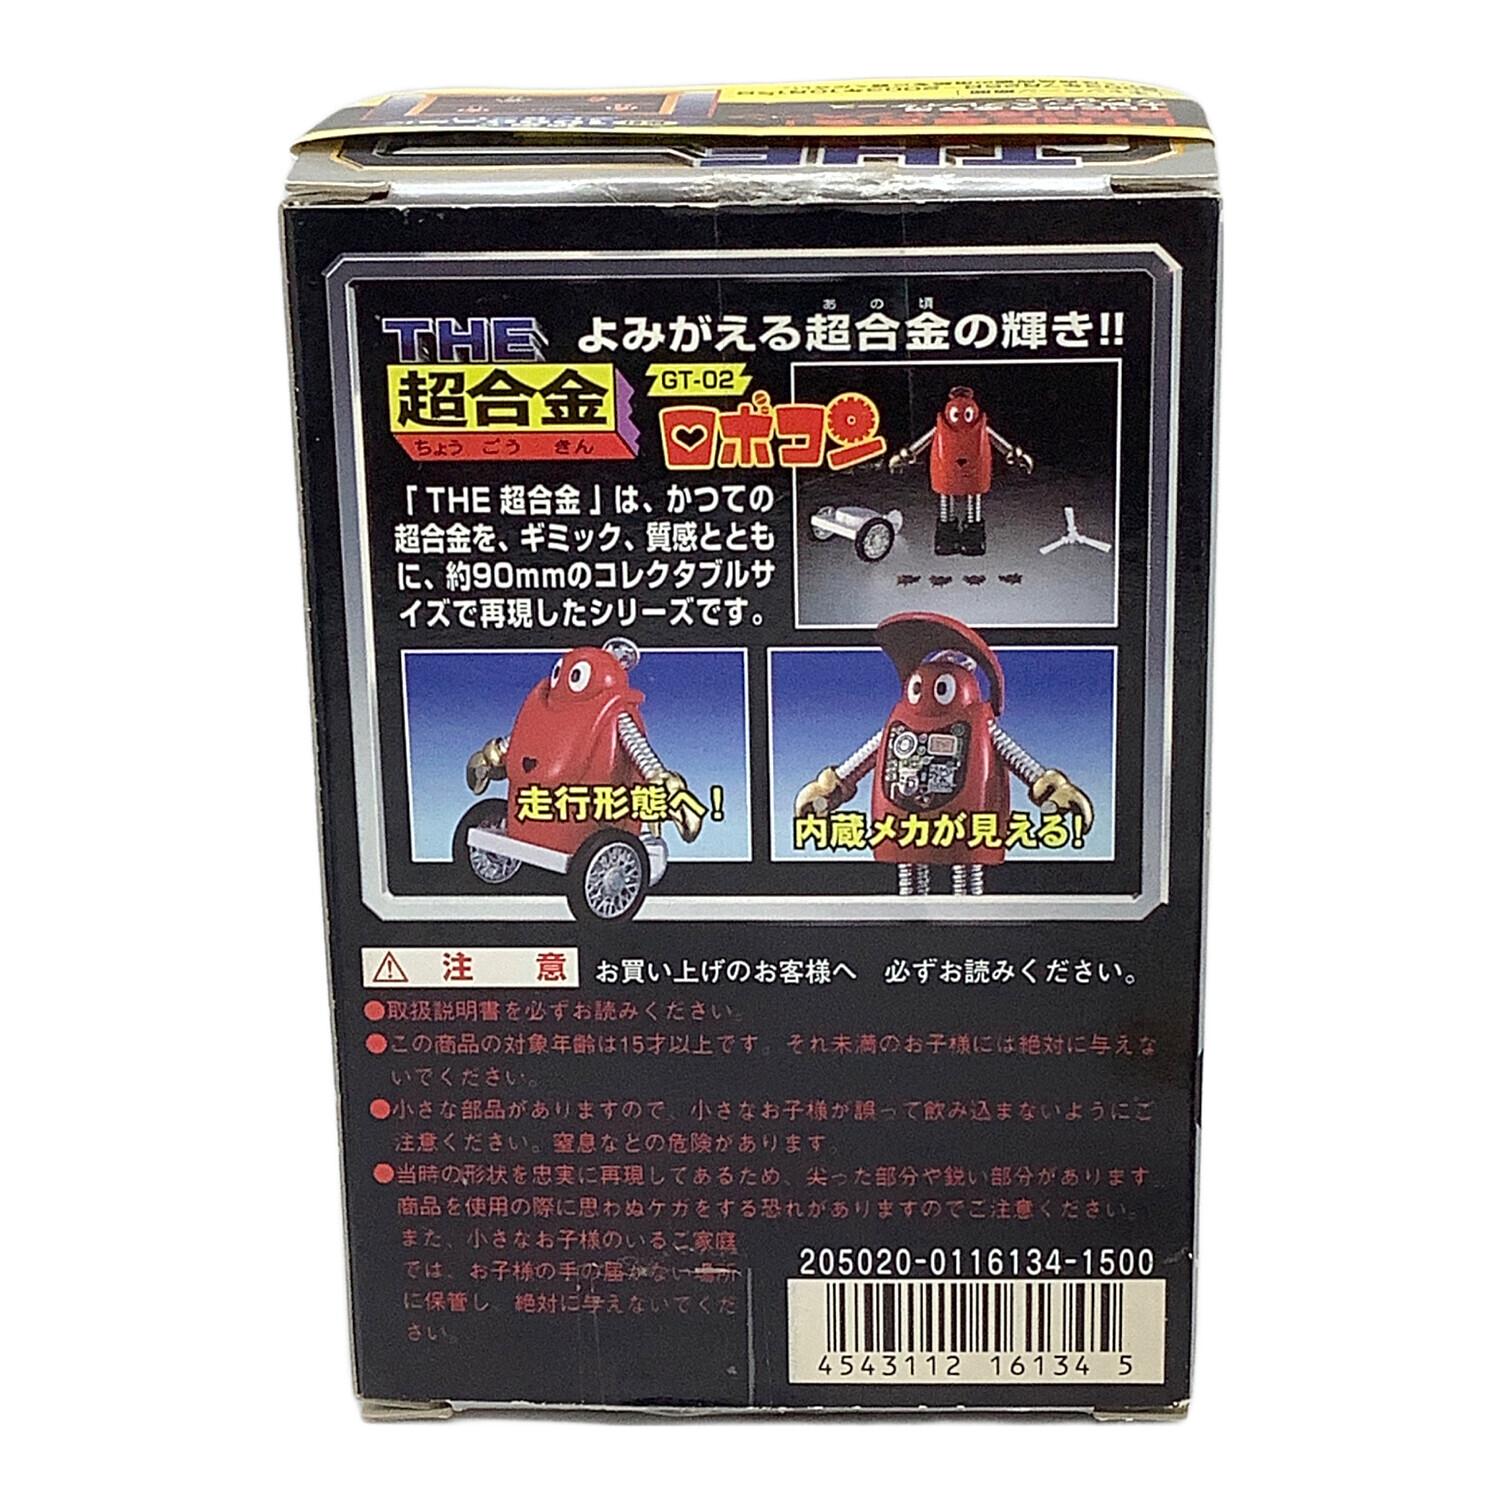 THE
THE
超合金
ちょう ごう きん
よみがえる超合金の輝き!!
あの頃
GT-02
ロボコン
「 THE 超合金 」は、かつての
超合金を、ギミック、質感ととも
に、約90mmのコレクタブルサ
イズで再現したシリーズです。
走行形態へ!
内蔵メカが見える!
注 意
お買い上げのお客様へ 必ずお読みください。
●取扱説明書を必ずお読みください。
●この商品の対象年齢は15才以上です。それ未満のお子様には絶対に与えな
いでください。
●小さな部品がありますので、小さなお子様が誤って飲み込まないようにご
注意ください。窒息などの危険があります。
●当時の形状を忠実に再現してあるため、尖った部分や鋭い部分があります。
商品を使用の際に思わぬケガをする恐れがありますのでご注意ください。
また、小さなお子様のいるご家庭
では、お子様の手の届かない場所
に保管し、絶対に与えないでくだ
さい。
205020-0116134-1500
4543112 16134 5